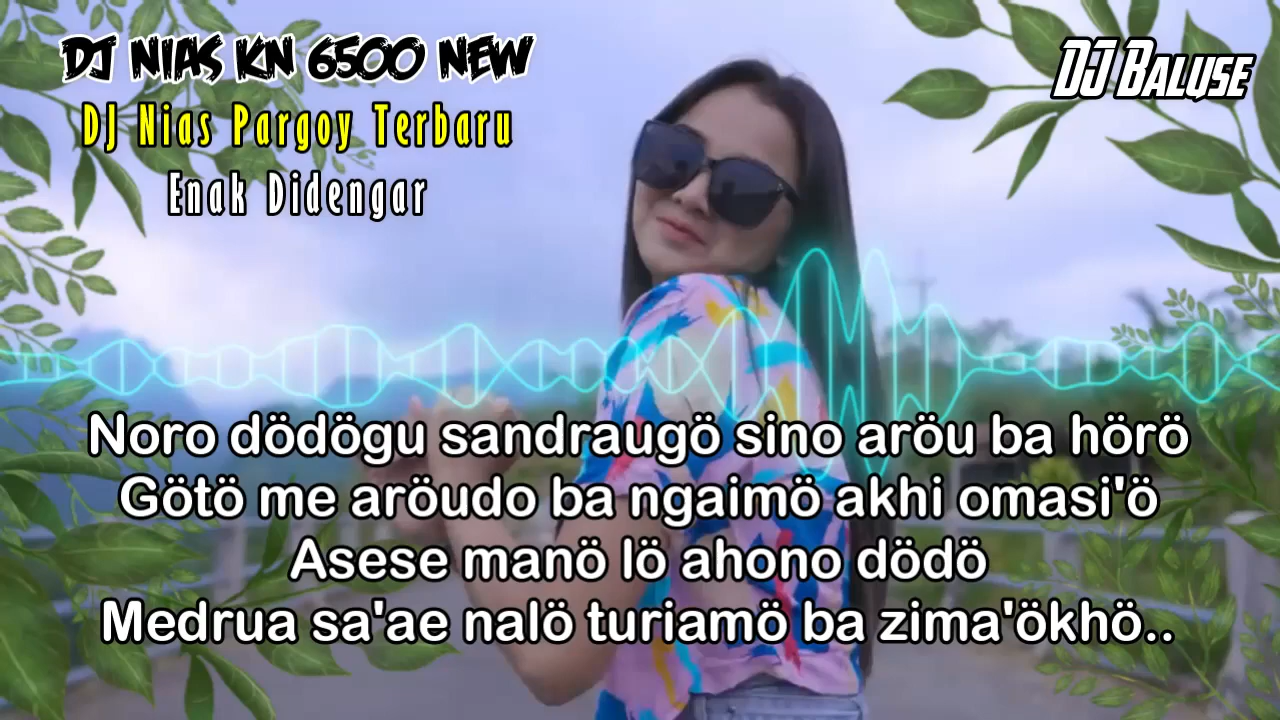 DJ NIAS KN 6500 NEW
DJ Nias Pargoy Terbaru
Enak Didengar
DJ Baluse
Noro dödögu sandraugö sino aröu ba hörö
Götö me aröudo ba ngaimö akhi omasi'ö
Asese manö lö ahono dödö
Medrua sa'ae nalö turiamö ba zima'ökhö..